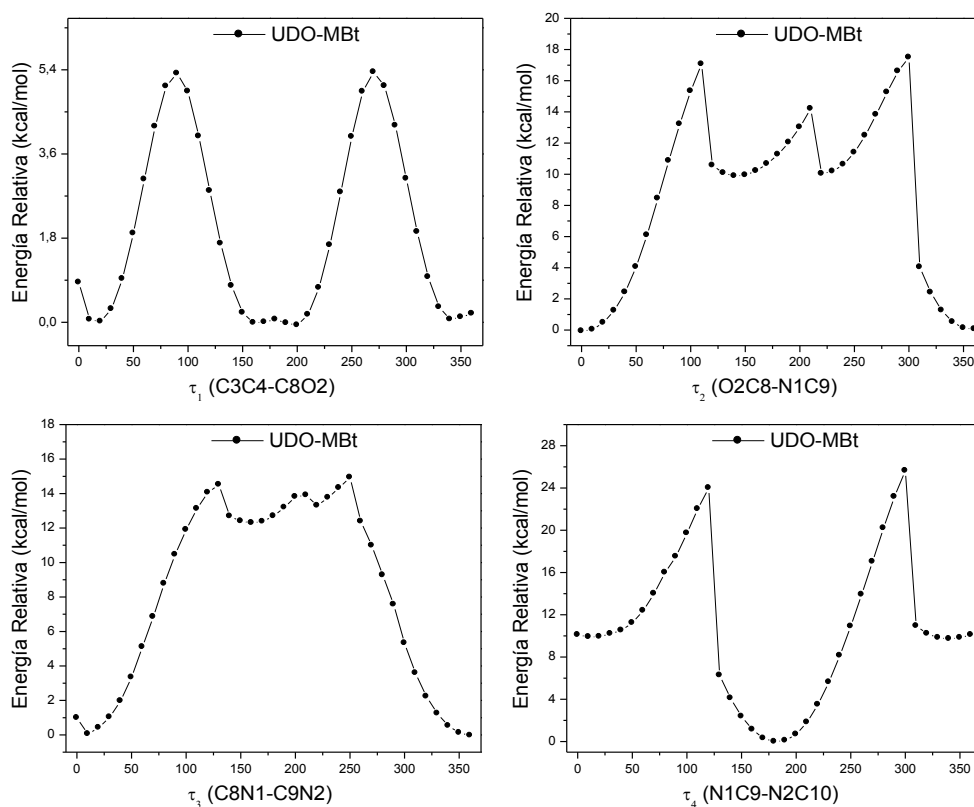 UDO-MBt
Energía Relativa (kcal/mol)
5,4
3,6
1,8
0,0
0 50 100 150 200 250 300 350
τ₁ (C3C4-C8O2)
UDO-MBt
Energía Relativa (kcal/mol)
20
18
16
14
12
10
8
6
4
2
0
0 50 100 150 200 250 300 350
τ₂ (O2C8-N1C9)
UDO-MBt
Energía Relativa (kcal/mol)
18
16
14
12
10
8
6
4
2
0
0 50 100 150 200 250 300 350
τ₃ (C8N1-C9N2)
UDO-MBt
Energía Relativa (kcal/mol)
28
24
20
16
12
8
4
0
0 50 100 150 200 250 300 350
τ₄ (N1C9-N2C10)